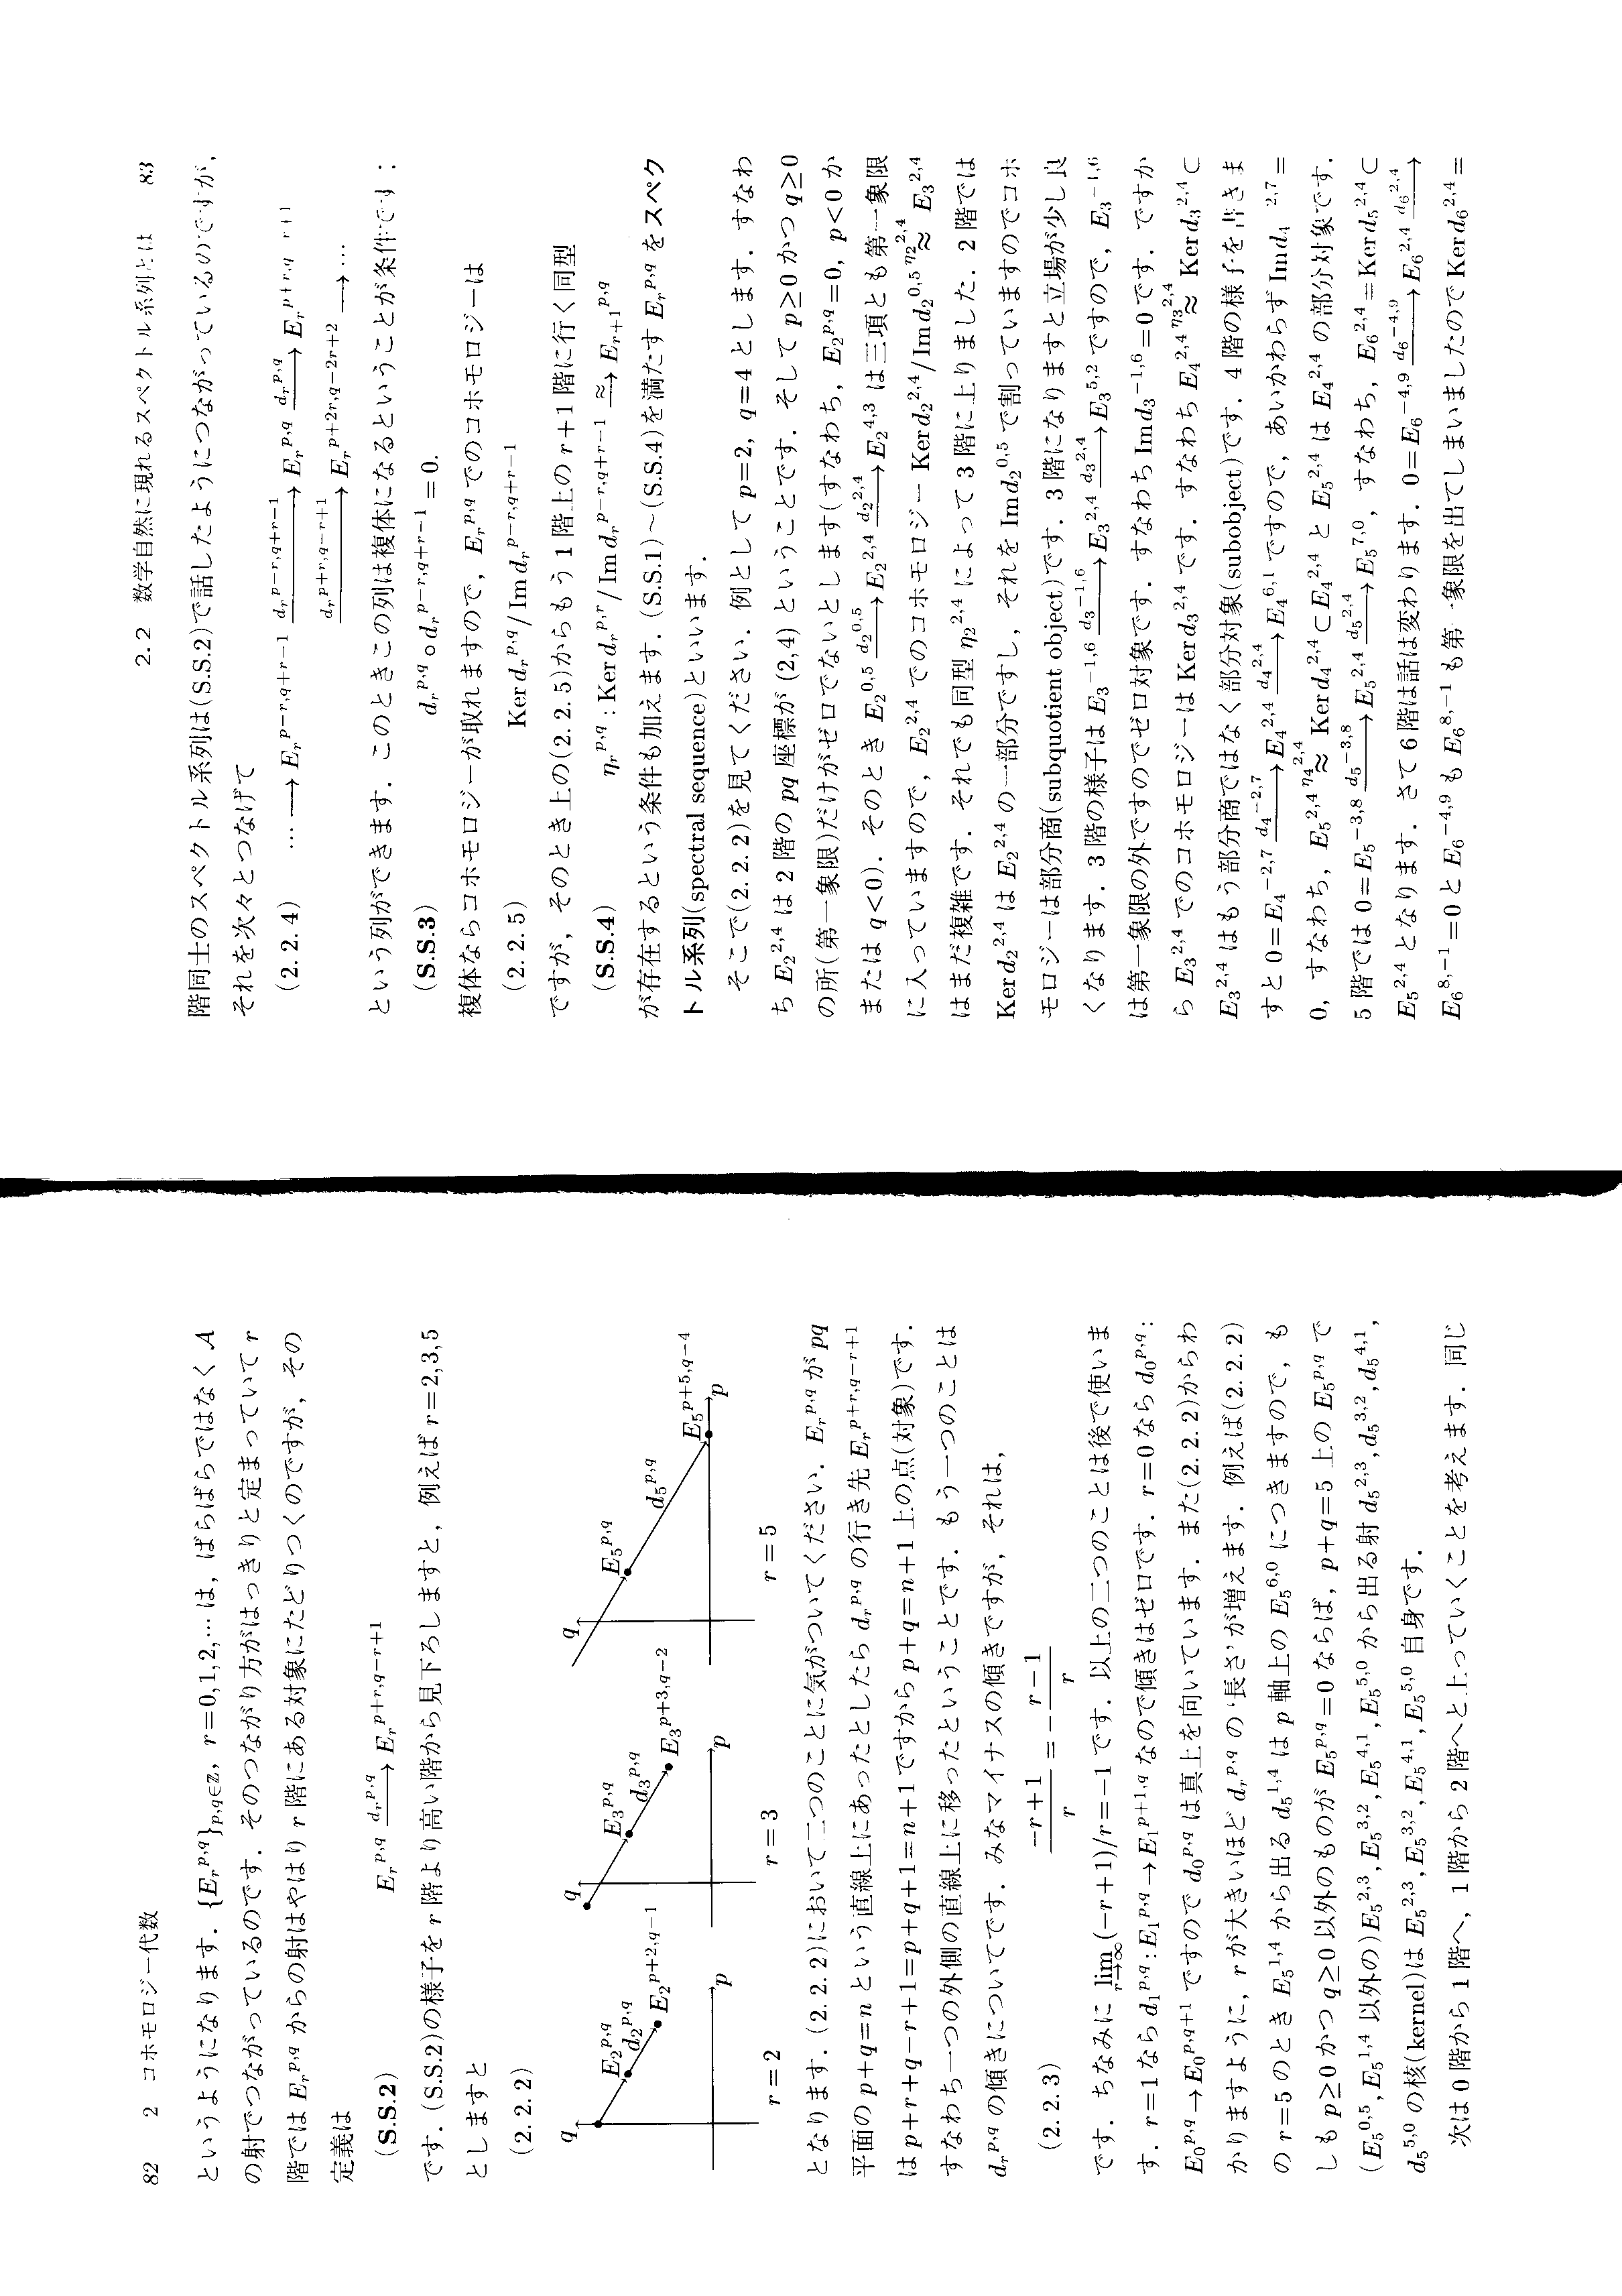 82　2　コホモロジー代数
というようになります．{E_r^{p,q}}_{p,q∈Z}，r=0,1,2,… は，ばらばらではなく A
の射でつながっているのです．そのつながり方がはっきりと定まっていて r
階では E_r^{p,q} からの射はやはり r 階にある対象にたどりつくのですが，その
定義は
(S.S.2)　E_r^{p,q} \xrightarrow{d_r^{p,q}} E_r^{p+r,q-r+1}
です．(S.S.2)の様子を r 階より高い階から見下ろしますと，例えば r=2,3,5
としますと
(2.2.2)
q　E_2^{p,q}　d_2^{p,q}　E_2^{p+2,q-1}　p　r=2
q　E_3^{p,q}　d_3^{p,q}　E_3^{p+3,q-2}　p　r=3
q　E_5^{p,q}　d_5^{p,q}　E_5^{p+5,q-4}　p　r=5
となります．(2.2.2)において二つのことに気がついてください．E_r^{p,q} が pq
平面の p+q=n という直線上にあったとしたら d_r^{p,q} の行き先 E_r^{p+r,q-r+1}
は p+r+q-r+1=p+q+1=n+1 ですから p+q=n+1 上の点(対象)です．
すなわち一つの外側の直線上に移ったということです．もう一つのことは
d_r^{p,q} の傾きについてです．みなマイナスの傾きですが，それは，
(2.2.3)　\frac{-r+1}{r} = -\frac{r-1}{r}
です．ちなみに \lim_{r→∞}(-r+1)/r=-1 です．以上の二つのことは後で使いま
す．r=1 なら d_1^{p,q}:E_1^{p,q}→E_1^{p+1,q} なので傾きはゼロです．r=0 なら d_0^{p,q}:
E_0^{p,q}→E_0^{p,q+1} ですので d_0^{p,q} は真上を向いています．また(2.2.2)からわ
かりますように，r が大きいほど d_r^{p,q} の‘長さ’が増えます．例えば(2.2.2)
の r=5 のとき E_5^{1,4} から出る d_5^{1,4} は p 軸上の E_5^{6,0} につきますので，も
しも p≥0 かつ q≥0 以外のものが E_5^{p,q}=0 ならば，p+q=5 上の E_5^{p,q} で
(E_5^{0,5},E_5^{1,4} 以外の)E_5^{2,3},E_5^{3,2},E_5^{4,1},E_5^{5,0} から出る射 d_5^{2,3},d_5^{3,2},d_5^{4,1},
d_5^{5,0} の核(kernel)は E_5^{2,3},E_5^{3,2},E_5^{4,1},E_5^{5,0} 自身です．
次は 0 階から 1 階へ，1 階から 2 階へと上っていくことを考えます．同じ
2.2　数学自然に現れるスペクトル系列とは　83
階同士のスペクトル系列は(S.S.2)で話したようにつながっているのですが，
それを次々とつなげて
(2.2.4)　… ⟶ E_r^{p-r,q+r-1} \xrightarrow{d_r^{p-r,q+r-1}} E_r^{p,q} \xrightarrow{d_r^{p,q}} E_r^{p+r,q-r+1}
\xrightarrow{d_r^{p+r,q-r+1}} E_r^{p+2r,q-2r+2} ⟶ …
という列ができます．このときこの列は複体になるということが条件です：
(S.S.3)　d_r^{p,q}∘d_r^{p-r,q+r-1}=0.
複体ならコホモロジーが取れますので，E_r^{p,q} でのコホモロジーは
(2.2.5)　Ker d_r^{p,q}/Im d_r^{p-r,q+r-1}
ですが，そのとき上の(2.2.5)からもう 1 階上の r+1 階に行く同型
(S.S.4)　η_r^{p,q}:Ker d_r^{p,r}/Im d_r^{p-r,q+r-1} \xrightarrow{≈} E_{r+1}^{p,q}
が存在するという条件も加えます．(S.S.1)～(S.S.4)を満たす E_r^{p,q} をスペク
トル系列(spectral sequence)といいます．
そこで(2.2.2)を見てください．例として p=2, q=4 とします．すなわ
ち E_2^{2,4} は 2 階の pq 座標が (2,4) ということです．そして p≥0 かつ q≥0
の所(第一象限)だけがゼロでないとします(すなわち，E_2^{p,q}=0, p<0 か
または q<0)．そのとき E_2^{0,5} \xrightarrow{d_2^{0,5}} E_2^{2,4} \xrightarrow{d_2^{2,4}} E_2^{4,3} は三項とも第一象限
に入っていますので，E_2^{2,4} でのコホモロジー Ker d_2^{2,4}/Im d_2^{0,5} \overset{η_2^{2,4}}{≈} E_3^{2,4}
はまだ複雑です．それでも同型 η_2^{2,4} によって 3 階に上りました．2 階では
Ker d_2^{2,4} は E_2^{2,4} の一部分ですし，それを Im d_2^{0,5} で割っていますのでコホ
モロジーは部分商(subquotient object)です．3 階になりますと立場が少し良
くなります．3 階の様子は E_3^{-1,6} \xrightarrow{d_3^{-1,6}} E_3^{2,4} \xrightarrow{d_3^{2,4}} E_3^{5,2} ですので，E_3^{-1,6}
は第一象限の外ですのでゼロ対象です．すなわち Im d_3^{-1,6}=0 です．ですか
ら E_3^{2,4} でのコホモロジーは Ker d_3^{2,4} です．すなわち E_4^{2,4} \overset{η_3^{2,4}}{≈} Ker d_3^{2,4} ⊂
E_3^{2,4} はもう部分商ではなく部分対象(subobject)です．4 階の様子を書きま
すと 0=E_4^{-2,7} \xrightarrow{d_4^{-2,7}} E_4^{2,4} \xrightarrow{d_4^{2,4}} E_4^{6,1} ですので，あいかわらず Im d_4^{-2,7}=
0，すなわち，E_5^{2,4} \overset{η_4^{2,4}}{≈} Ker d_4^{2,4} ⊂ E_4^{2,4} と E_5^{2,4} は E_4^{2,4} の部分対象です．
5 階では 0=E_5^{-3,8} \xrightarrow{d_5^{-3,8}} E_5^{2,4} \xrightarrow{d_5^{2,4}} E_5^{7,0}，すなわち，E_6^{2,4}=Ker d_5^{2,4} ⊂
E_5^{2,4} となります．さて 6 階は話は変わります．0=E_6^{-4,9} \xrightarrow{d_6^{-4,9}} E_6^{2,4} \xrightarrow{d_6^{2,4}}
E_6^{8,-1}=0 と E_6^{-4,9} も E_6^{8,-1} も第一象限を出てしまいましたので Ker d_6^{2,4}=